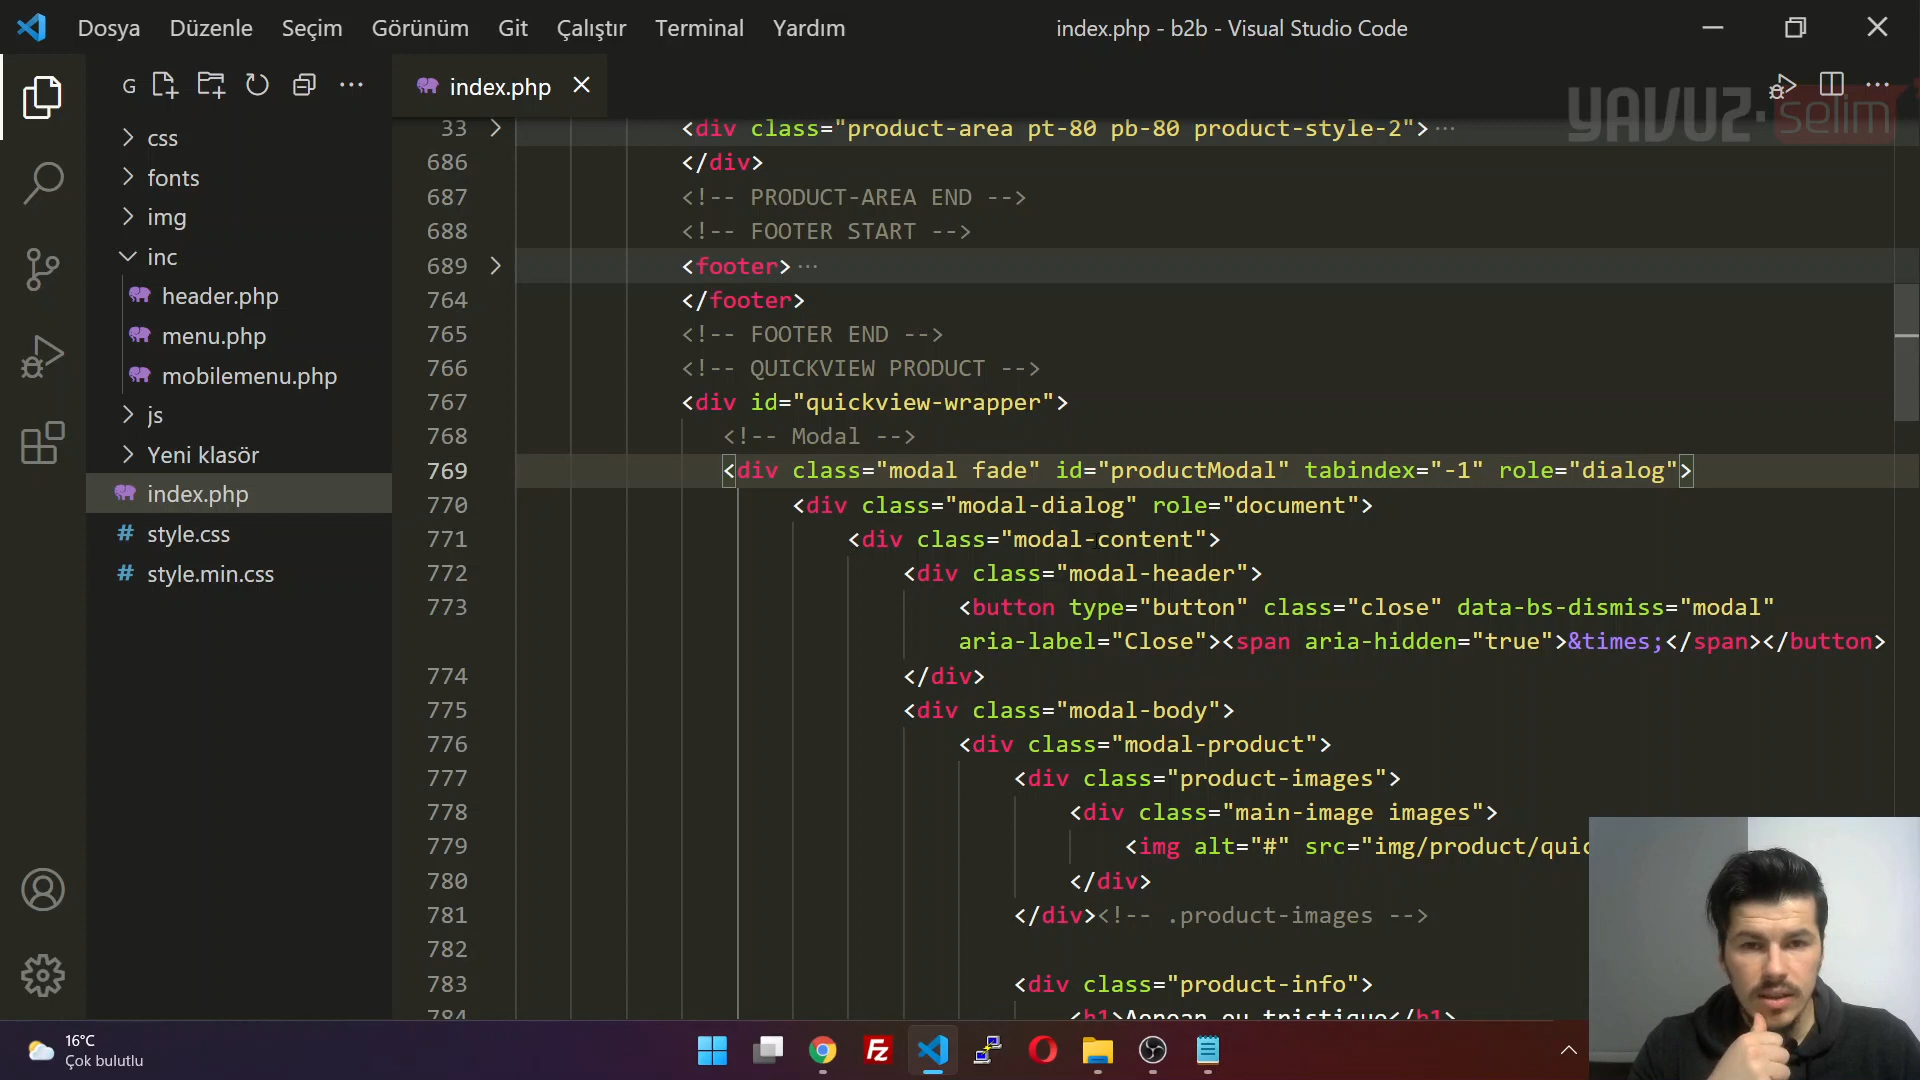 Dosya Düzenle Seçim Görünüm Git Çalıştır Terminal Yardım
index.php - b2b - Visual Studio Code
G
index.php
YAVUZ·selim
css
fonts
img
inc
header.php
menu.php
mobilemenu.php
js
Yeni klasör
index.php
# style.css
# style.min.css
33 <div class="product-area pt-80 pb-80 product-style-2">···
686 </div>
687 <!-- PRODUCT-AREA END -->
688 <!-- FOOTER START -->
689 <footer>···
764 </footer>
765 <!-- FOOTER END -->
766 <!-- QUICKVIEW PRODUCT -->
767 <div id="quickview-wrapper">
768 <!-- Modal -->
769 <div class="modal fade" id="productModal" tabindex="-1" role="dialog">
770 <div class="modal-dialog" role="document">
771 <div class="modal-content">
772 <div class="modal-header">
773 <button type="button" class="close" data-bs-dismiss="modal"
aria-label="Close"><span aria-hidden="true">&times;</span></button>
774 </div>
775 <div class="modal-body">
776 <div class="modal-product">
777 <div class="product-images">
778 <div class="main-image images">
779 <img alt="#" src="img/product/quic
780 </div>
781 </div><!-- .product-images -->
782
783 <div class="product-info">
784 <h1>Aenean eu tristique</h1>
16°C
Çok bulutlu